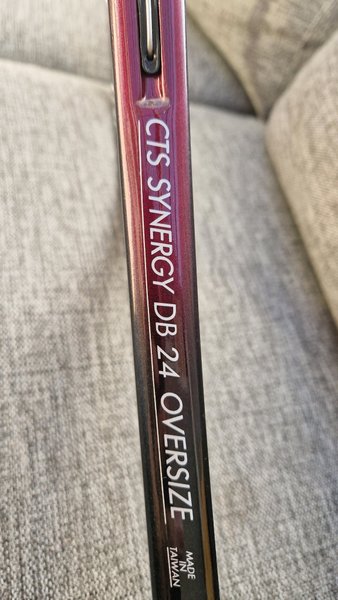 CTS SYNERGY DB 24 OVERSIZE
MADE
IN
TAIWAN